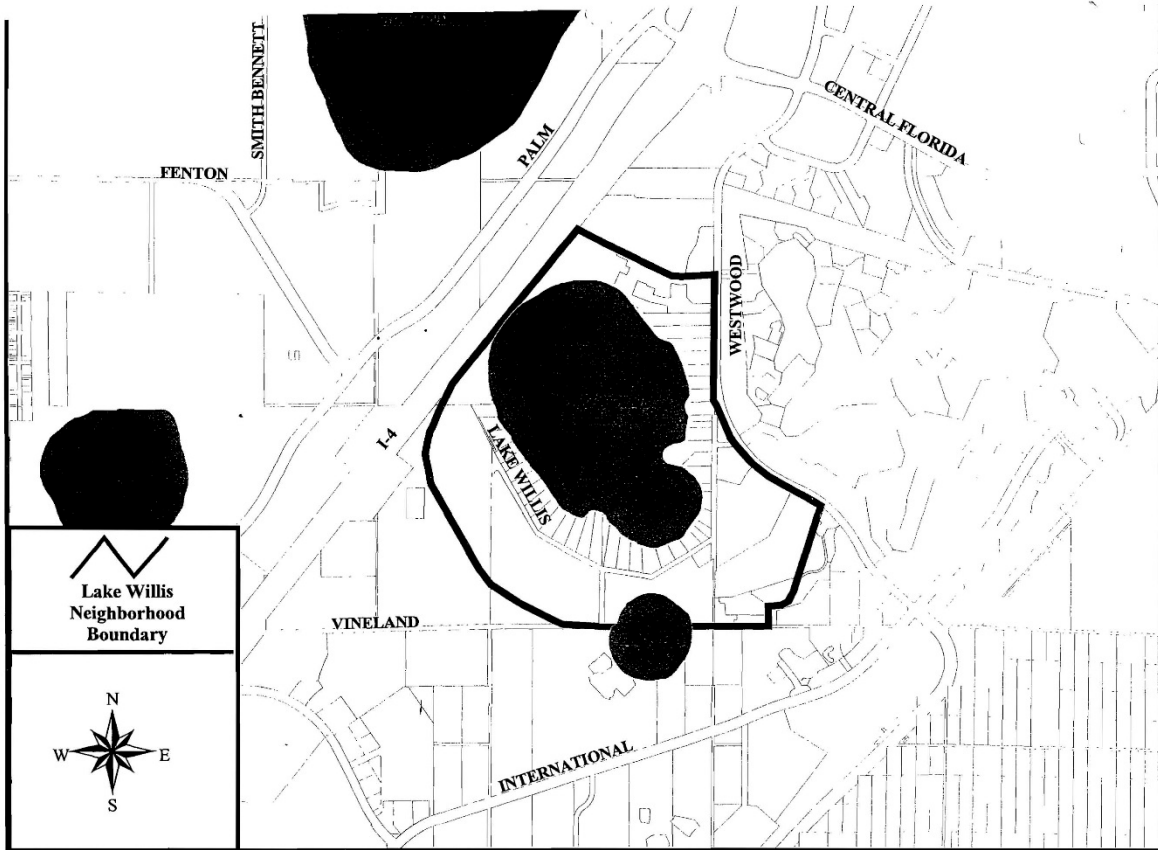 SMITH BENNETT
FENTON
PALM
CENTRAL FLORIDA
WESTWOOD
I-4
LAKE WILLIS
Lake Willis
Neighborhood
Boundary
VINELAND
INTERNATIONAL
N
W
E
S